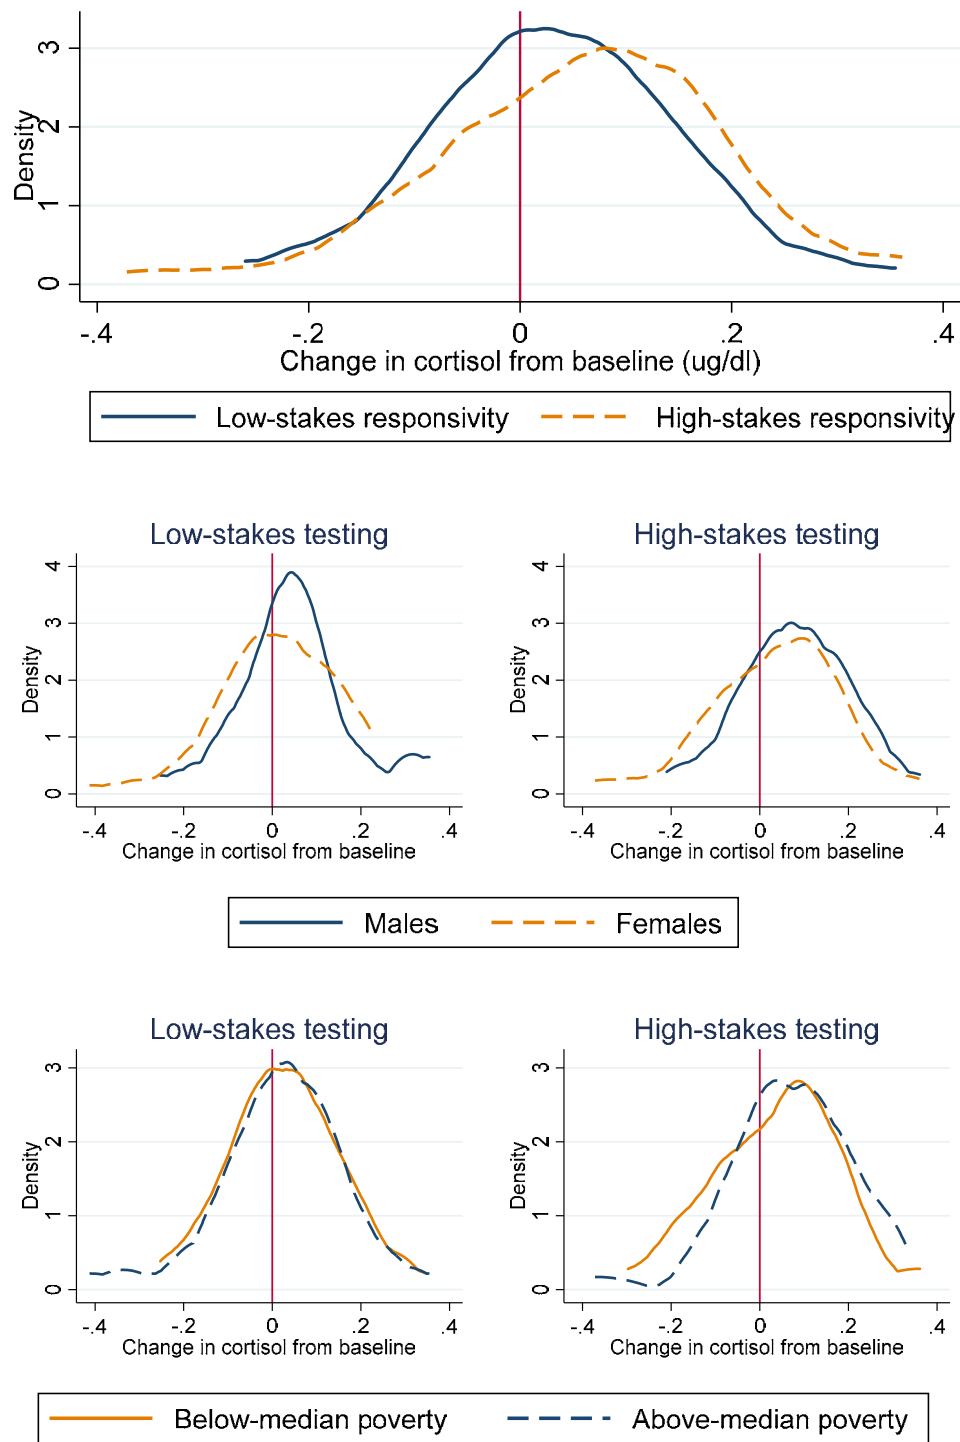 Density
3
2
1
0
-.4 -.2 0 .2 .4
Change in cortisol from baseline (ug/dl)
Low-stakes responsivity High-stakes responsivity
Low-stakes testing
Density
4
3
2
1
0
-.4 -.2 0 .2 .4
Change in cortisol from baseline
High-stakes testing
Density
4
3
2
1
0
-.4 -.2 0 .2 .4
Change in cortisol from baseline
Males Females
Low-stakes testing
Density
3
2
1
0
-.4 -.2 0 .2 .4
Change in cortisol from baseline
High-stakes testing
Density
3
2
1
0
-.4 -.2 0 .2 .4
Change in cortisol from baseline
Below-median poverty Above-median poverty